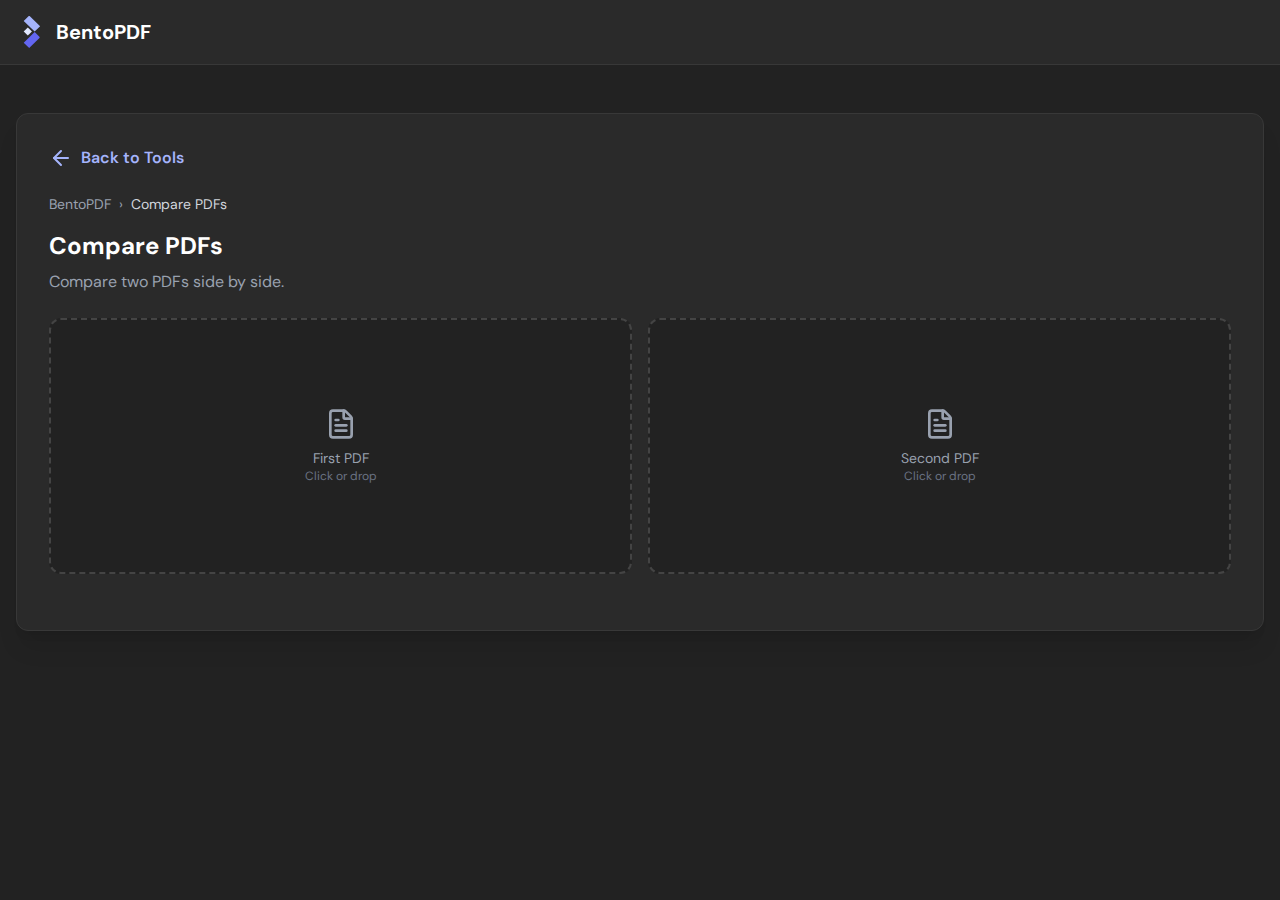 BentoPDF
Back to Tools
BentoPDF › Compare PDFs
Compare PDFs
Compare two PDFs side by side.
First PDF
Click or drop
Second PDF
Click or drop